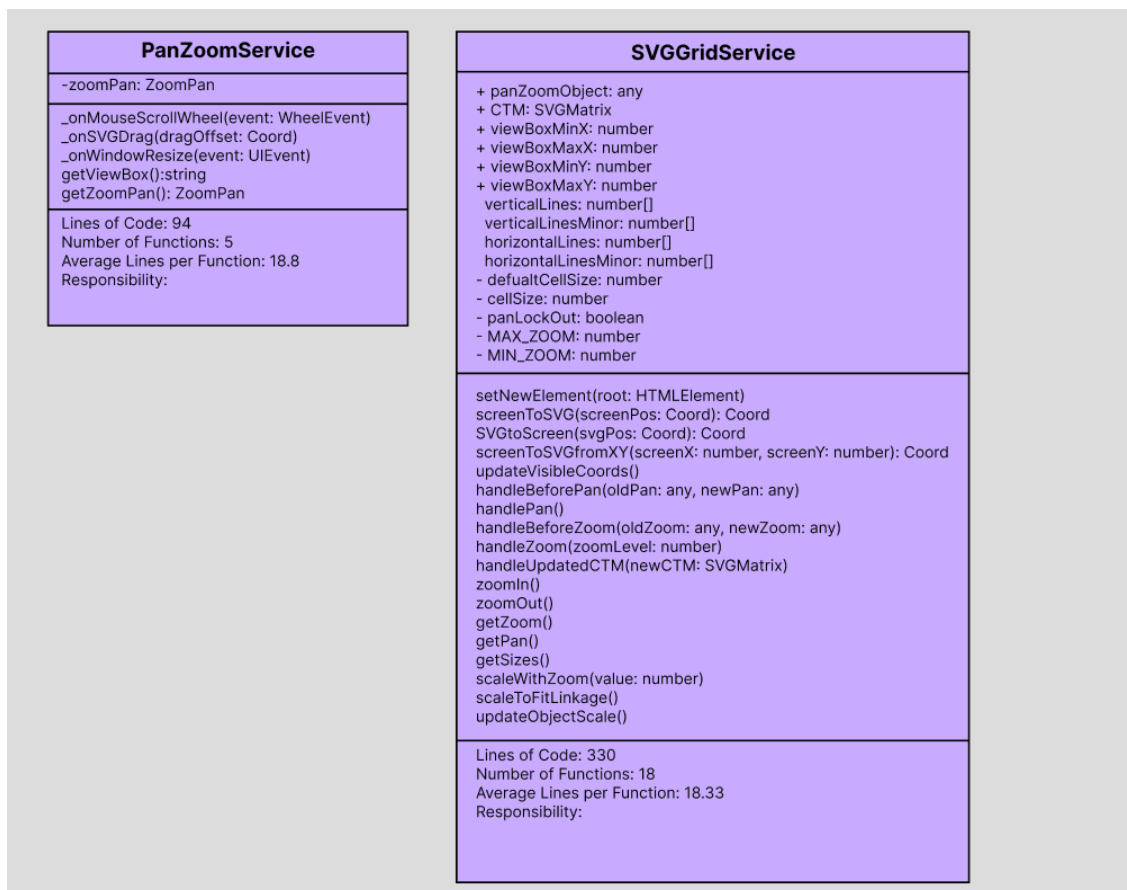 PanZoomService
-zoomPan: ZoomPan
_onMouseScrollWheel(event: WheelEvent)
_onSVGDrag(dragOffset: Coord)
_onWindowResize(event: UIEvent)
getViewBox():string
getZoomPan(): ZoomPan
Lines of Code: 94
Number of Functions: 5
Average Lines per Function: 18.8
Responsibility:
SVGGridService
+ panZoomObject: any
+ CTM: SVGMatrix
+ viewBoxMinX: number
+ viewBoxMaxX: number
+ viewBoxMinY: number
+ viewBoxMaxY: number
verticalLines: number[]
verticalLinesMinor: number[]
horizontalLines: number[]
horizontalLinesMinor: number[]
- defualtCellSize: number
- cellSize: number
- panLockOut: boolean
- MAX_ZOOM: number
- MIN_ZOOM: number
setNewElement(root: HTMLElement)
screenToSVG(screenPos: Coord): Coord
SVGtoScreen(svgPos: Coord): Coord
screenToSVGfromXY(screenX: number, screenY: number): Coord
updateVisibleCoords()
handleBeforePan(oldPan: any, newPan: any)
handlePan()
handleBeforeZoom(oldZoom: any, newZoom: any)
handleZoom(zoomLevel: number)
handleUpdatedCTM(newCTM: SVGMatrix)
zoomIn()
zoomOut()
getZoom()
getPan()
getSizes()
scaleWithZoom(value: number)
scaleToFitLinkage()
updateObjectScale()
Lines of Code: 330
Number of Functions: 18
Average Lines per Function: 18.33
Responsibility: